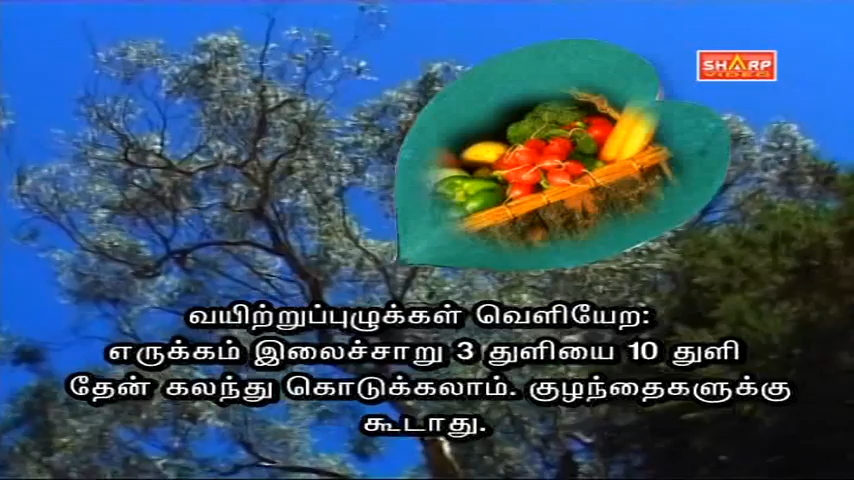 SHARP
VIDEO
வயிற்றுப்புழுக்கள் வெளியேற:
எருக்கம் இலைச்சாறு 3 துளியை 10 துளி
தேன் கலந்து கொடுக்கலாம். குழந்தைகளுக்கு
கூடாது.